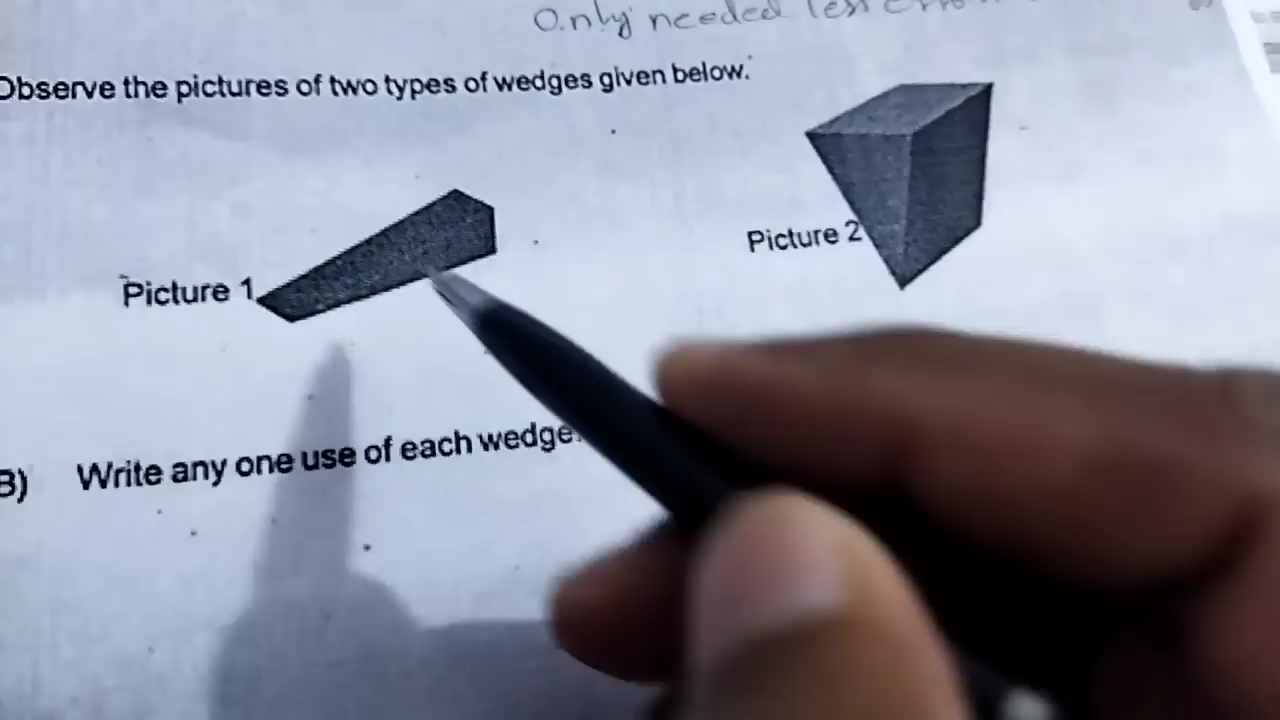 Only needed less
Observe the pictures of two types of wedges given below.
Picture 2
Picture 1
B) Write any one use of each wedge.